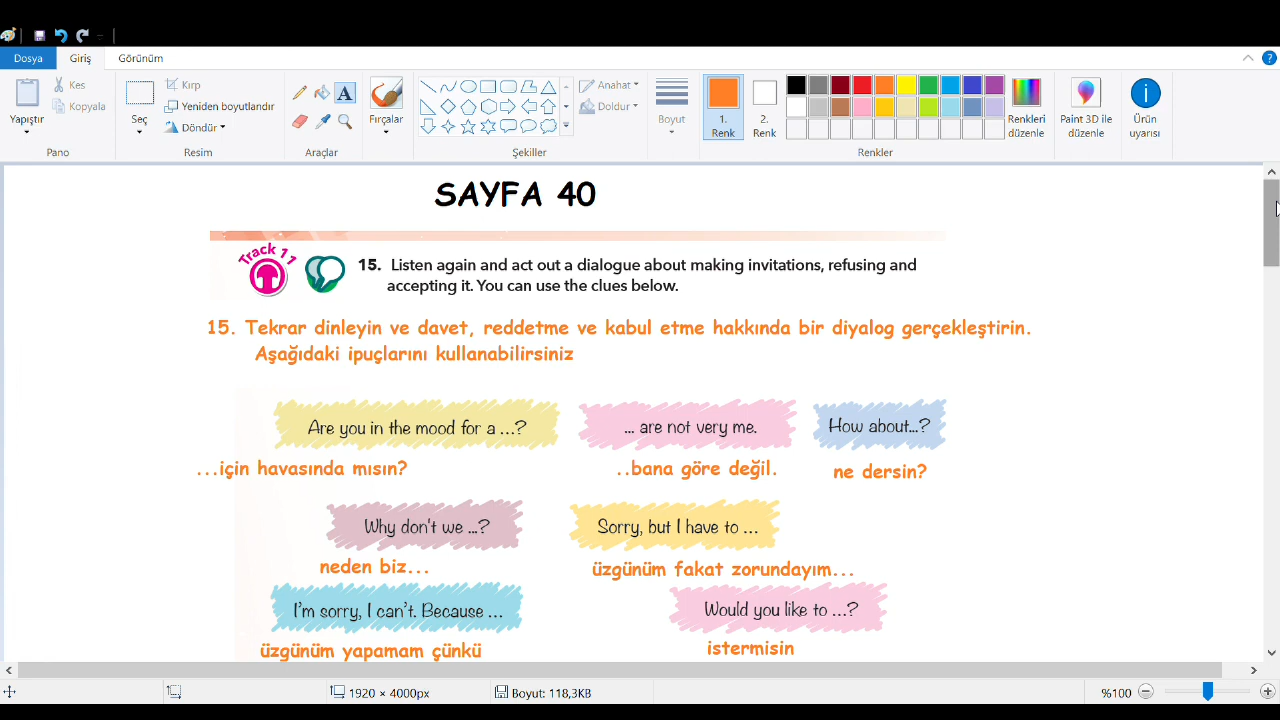 Dosya
Giriş
Görünüm
Yapıştır
Kes
Kopyala
Pano
Seç
Kırp
Yeniden boyutlandır
Döndür
Resim
A
Araçlar
Fırçalar
Anahat
Doldur
Şekiller
Boyut
1. Renk
2. Renk
Renkleri düzenle
Renkler
Paint 3D ile düzenle
Ürün uyarısı
SAYFA 40
Track 11
15. Listen again and act out a dialogue about making invitations, refusing and
accepting it. You can use the clues below.
15. Tekrar dinleyin ve davet, reddetme ve kabul etme hakkında bir diyalog gerçekleştirin.
Aşağıdaki ipuçlarını kullanabilirsiniz
Are you in the mood for a ...?
... are not very me.
How about...?
...için havasında mısın?
..bana göre değil.
ne dersin?
Why don't we ...?
Sorry, but I have to ...
neden biz...
üzgünüm fakat zorundayım...
I'm sorry, I can't. Because ...
Would you like to ...?
üzgünüm yapamam çünkü
istermisin
1920 × 4000px
Boyut: 118,3KB
%100